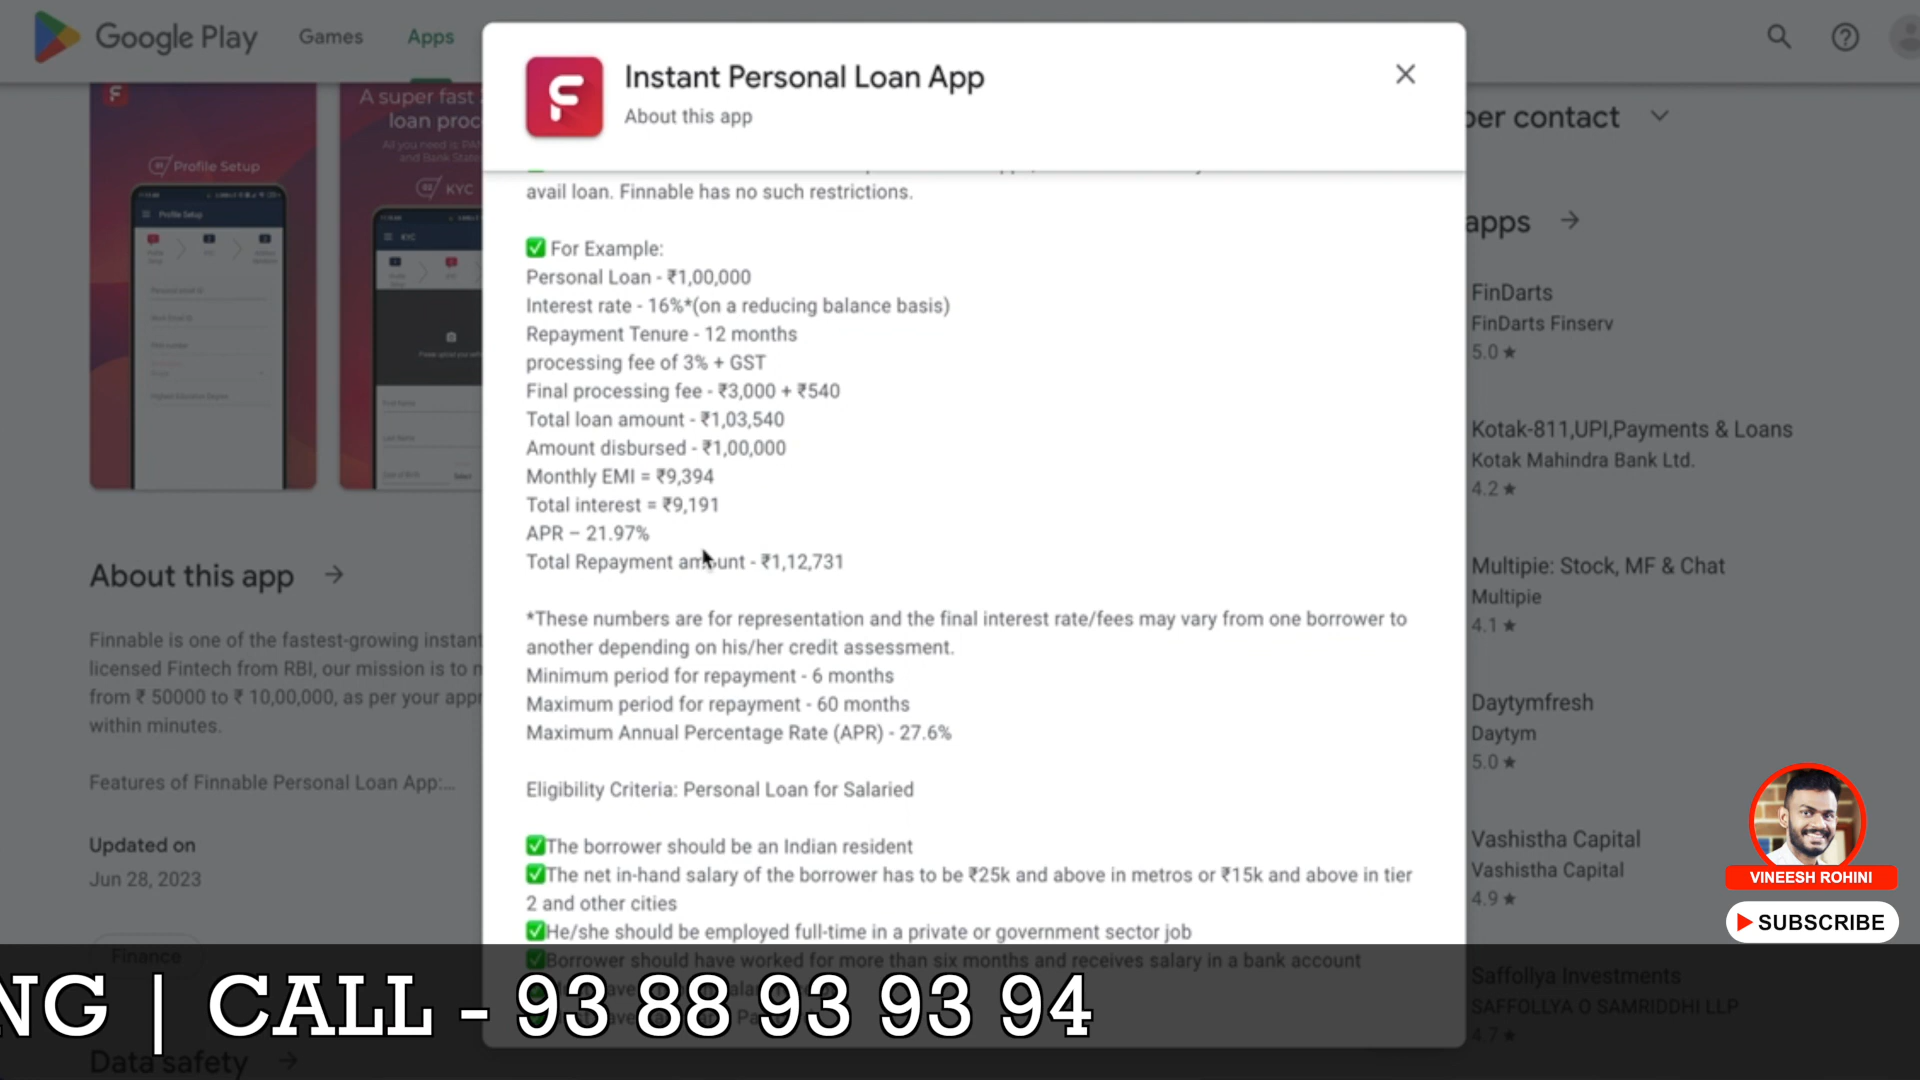 Google Play
Games
Apps
A super fast
loan proc
All you need is PAN
and Bank State
Profile Setup
KYC
Profile Setup
KYC
About this app
Finnable is one of the fastest-growing instant
licensed Fintech from RBI, our mission is to
from ₹ 50000 to ₹ 10,00,000, as per your
within minutes.
Features of Finnable Personal Loan App:...
Updated on
Jun 28, 2023
Finance
Data safety
Instant Personal Loan App
About this app
avail loan. Finnable has no such restrictions.
✅ For Example:
Personal Loan - ₹1,00,000
Interest rate - 16%*(on a reducing balance basis)
Repayment Tenure - 12 months
processing fee of 3% + GST
Final processing fee - ₹3,000 + ₹540
Total loan amount - ₹1,03,540
Amount disbursed - ₹1,00,000
Monthly EMI = ₹9,394
Total interest = ₹9,191
APR – 21.97%
Total Repayment amount - ₹1,12,731
*These numbers are for representation and the final interest rate/fees may vary from one borrower to
another depending on his/her credit assessment.
Minimum period for repayment - 6 months
Maximum period for repayment - 60 months
Maximum Annual Percentage Rate (APR) - 27.6%
Eligibility Criteria: Personal Loan for Salaried
✅The borrower should be an Indian resident
✅The net in-hand salary of the borrower has to be ₹25k and above in metros or ₹15k and above in tier
2 and other cities
✅He/she should be employed full-time in a private or government sector job
✅Borrower should have worked for more than six months and receives salary in a bank account
per contact
apps
FinDarts
FinDarts Finserv
5.0 ★
Kotak-811,UPI,Payments & Loans
Kotak Mahindra Bank Ltd.
4.2 ★
Multipie: Stock, MF & Chat
Multipie
4.1 ★
Daytymfresh
Daytym
5.0 ★
Vashistha Capital
Vashistha Capital
4.9 ★
Saffollya Investments
SAFFOLLYA O SAMRIDDHI LLP
4.7 ★
VINEESH ROHINI
SUBSCRIBE
NG | CALL - 93 88 93 93 94